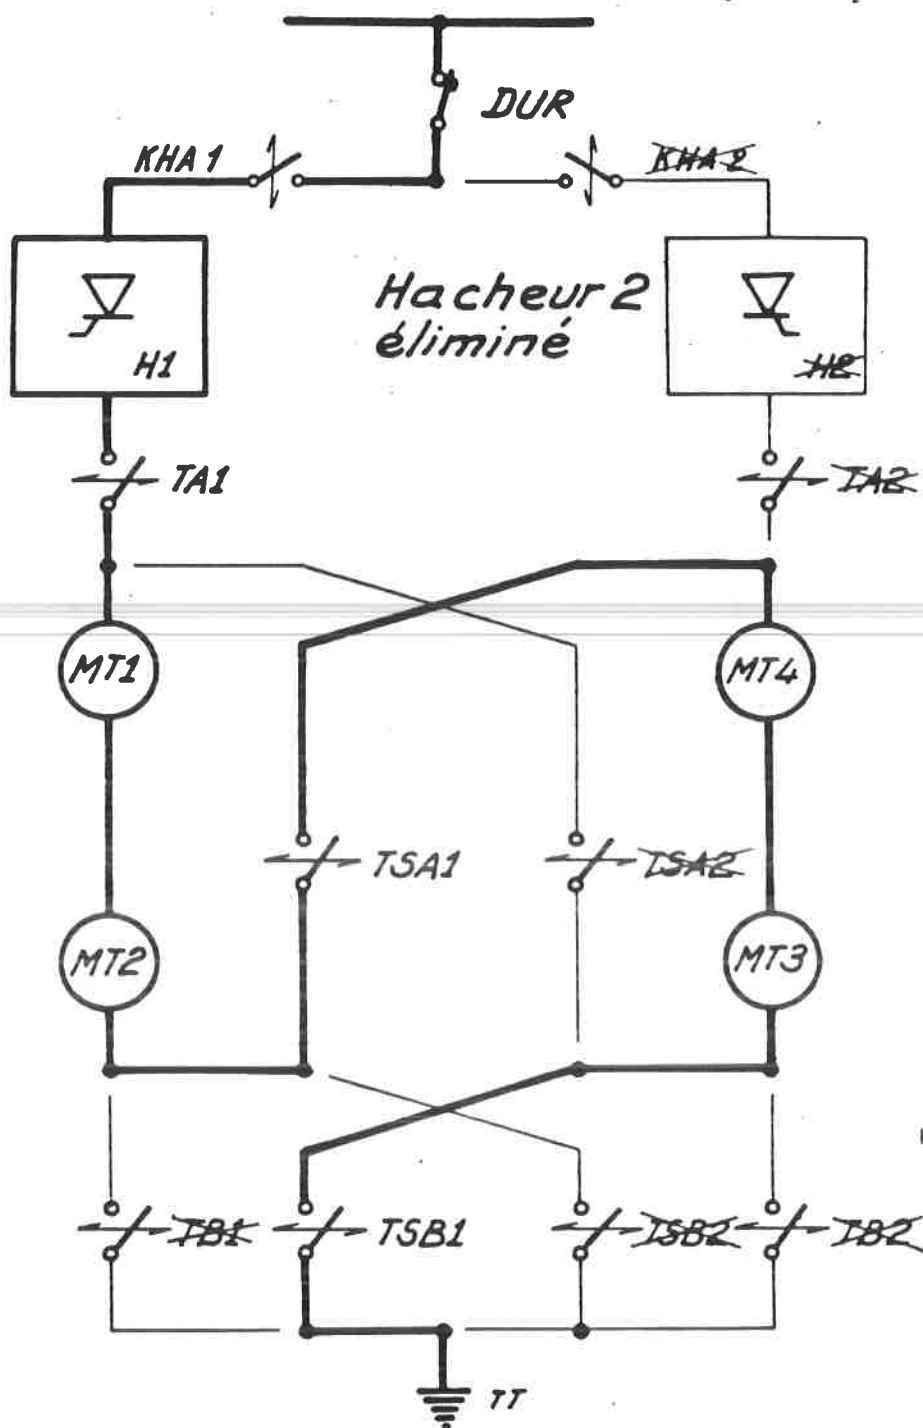 DUR
KHA 1
KHA 2
Hacheur 2
éliminé
H1
H2
TA1
TA2
MT1
MT4
TSA1
TSA2
MT2
MT3
TB1
TSB1
TSB2
TB2
TT